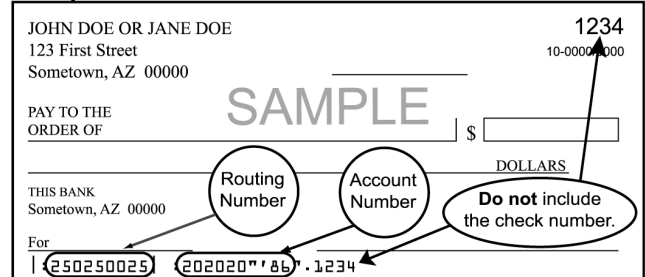 JOHN DOE OR JANE DOE 1234
123 First Street 10-0000/0000
Sometown, AZ 00000
SAMPLE
PAY TO THE
ORDER OF $
DOLLARS
Routing
Number
Account
Number
Do not include
the check number.
THIS BANK
Sometown, AZ 00000
For
|:250250025| :202020"'86".1234